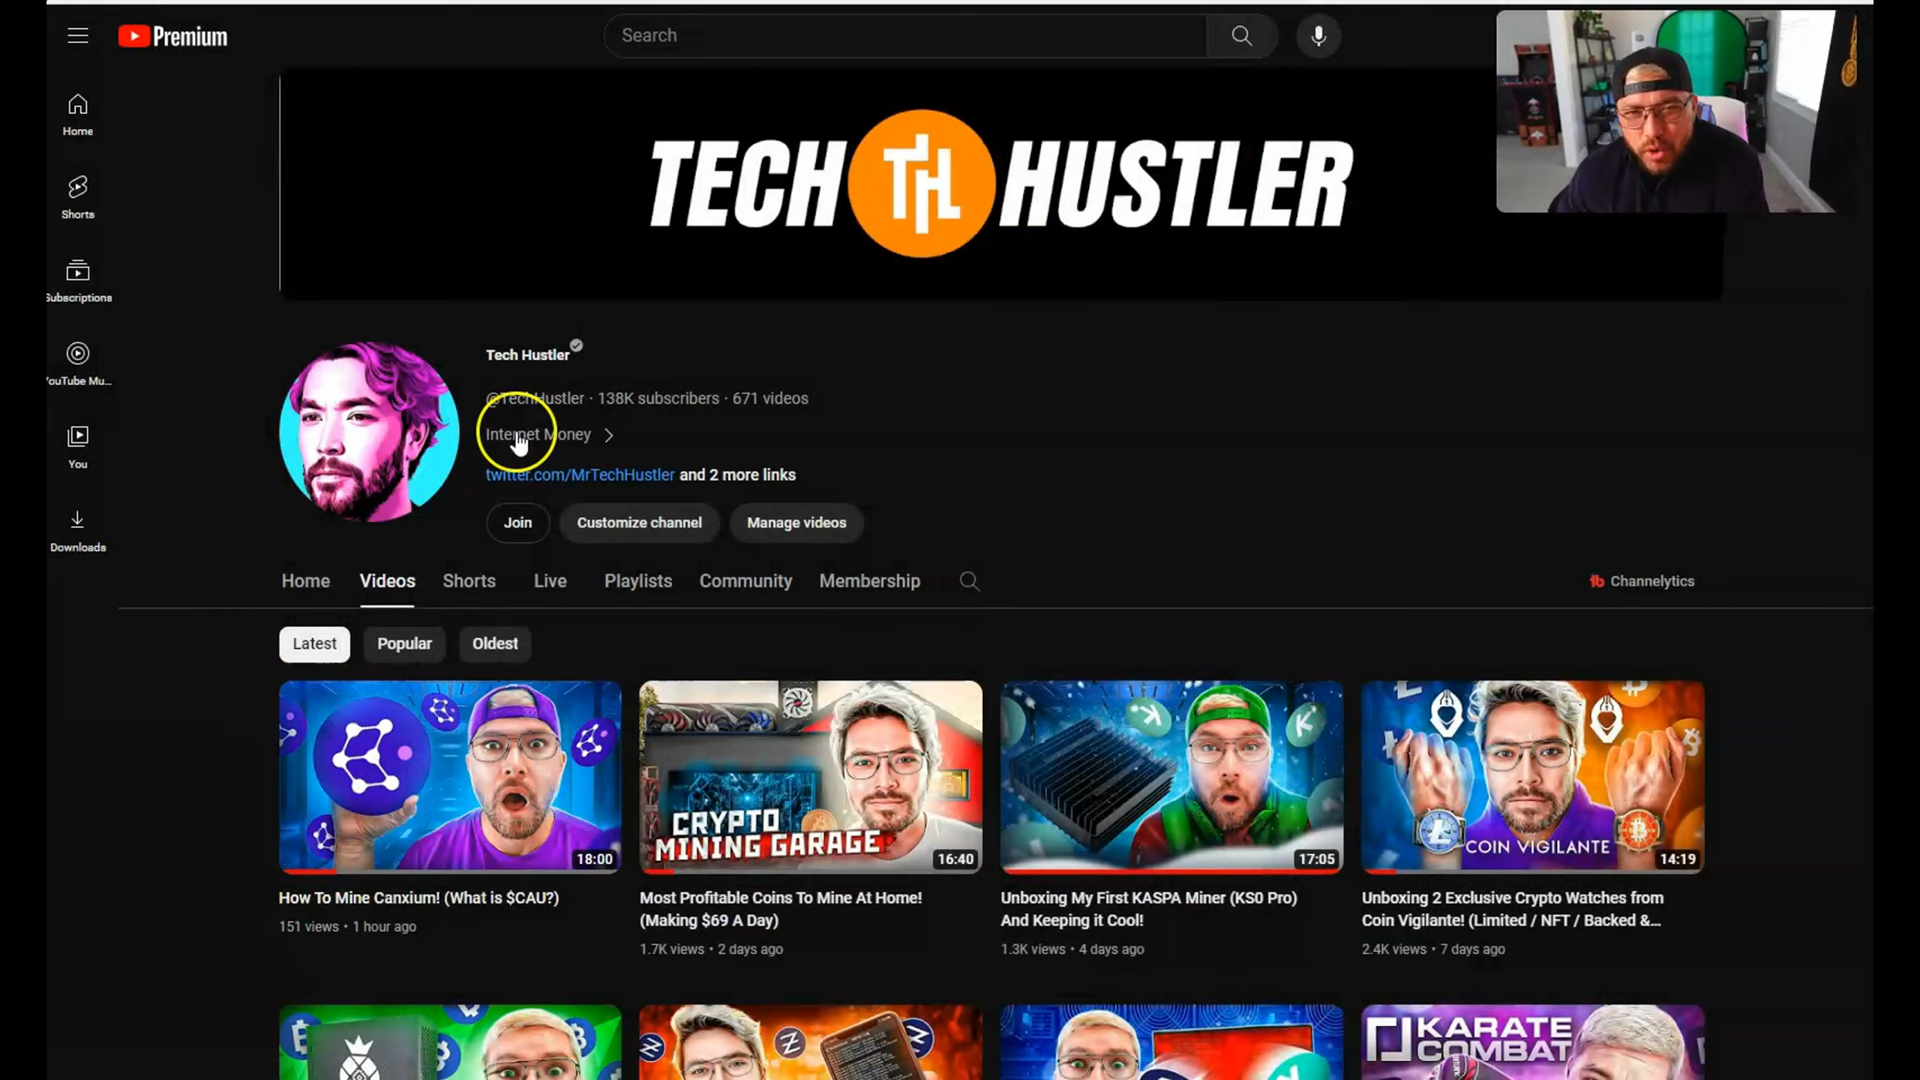 Premium
Search
Home
Shorts
Subscriptions
YouTube Mu...
You
Downloads
TECH HUSTLER
Tech Hustler
@TechHustler · 138K subscribers · 671 videos
Internet Money
twitter.com/MrTechHustler and 2 more links
Join Customize channel Manage videos
Home Videos Shorts Live Playlists Community Membership
Channelytics
Latest Popular Oldest
18:00
CRYPTO
MINING GARAGE
16:40
17:05
COIN VIGILANTE
14:19
How To Mine Canxium! (What is $CAU?)
151 views • 1 hour ago
Most Profitable Coins To Mine At Home!
(Making $69 A Day)
1.7K views • 2 days ago
Unboxing My First KASPA Miner (KS0 Pro)
And Keeping it Cool!
1.3K views • 4 days ago
Unboxing 2 Exclusive Crypto Watches from
Coin Vigilante! (Limited / NFT / Backed &...
2.4K views • 7 days ago
KARATE
COMBAT